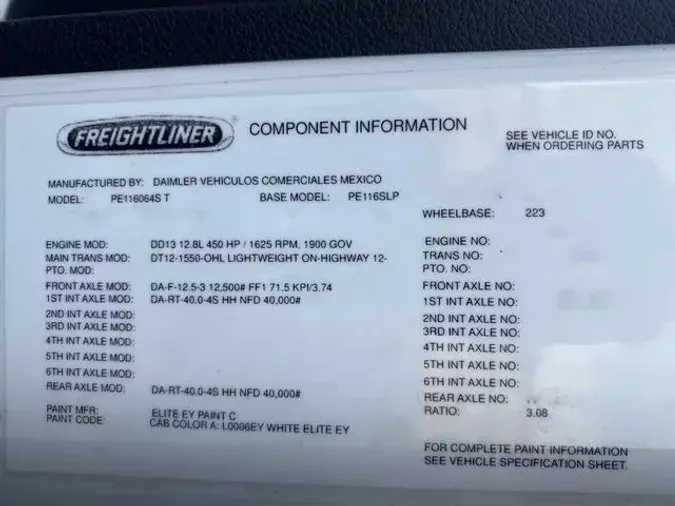 FREIGHTLINER
COMPONENT INFORMATION
SEE VEHICLE ID NO.
WHEN ORDERING PARTS
MANUFACTURED BY: DAIMLER VEHICULOS COMERCIALES MEXICO
MODEL: PE116064S T BASE MODEL: PE116SLP
WHEELBASE: 223
ENGINE MOD: DD13 12.8L 450 HP / 1625 RPM, 1900 GOV
MAIN TRANS MOD: DT12-1550-OHL LIGHTWEIGHT ON-HIGHWAY 12-
PTO. MOD:
FRONT AXLE MOD: DA-F-12.5-3 12,500# FF1 71.5 KPI/3.74
1ST INT AXLE MOD: DA-RT-40.0-4S HH NFD 40,000#
2ND INT AXLE MOD:
3RD INT AXLE MOD:
4TH INT AXLE MOD:
5TH INT AXLE MOD:
6TH INT AXLE MOD:
REAR AXLE MOD: DA-RT-40.0-4S HH NFD 40,000#
PAINT MFR: ELITE EY PAINT C
PAINT CODE: CAB COLOR A: L0006EY WHITE ELITE EY
ENGINE NO:
TRANS NO:
PTO. NO:
FRONT AXLE NO:
1ST INT AXLE NO:
2ND INT AXLE NO:
3RD INT AXLE NO:
4TH INT AXLE NO:
5TH INT AXLE NO:
6TH INT AXLE NO:
REAR AXLE NO:
RATIO: 3.08
FOR COMPLETE PAINT INFORMATION
SEE VEHICLE SPECIFICATION SHEET.